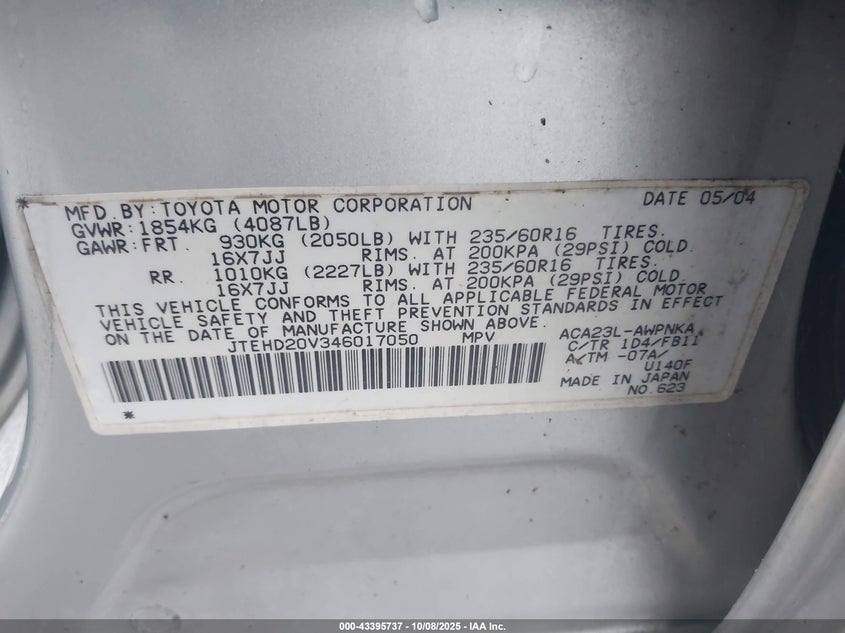 MFD. BY: TOYOTA MOTOR CORPORATION DATE 05/04
GVWR: 1854KG (4087LB)
GAWR: FRT. 930KG (2050LB) WITH 235/60R16 TIRES.
16X7JJ RIMS. AT 200KPA (29PSI) COLD
RR. 1010KG (2227LB) WITH 235/60R16 TIRES.
16X7JJ RIMS. AT 200KPA (29PSI) COLD
THIS VEHICLE CONFORMS TO ALL APPLICABLE FEDERAL MOTOR
VEHICLE SAFETY AND THEFT PREVENTION STANDARDS IN EFFECT
ON THE DATE OF MANUFACTURE SHOWN ABOVE.
JTEHD20V346017050 MPV
ACA23L-AWPNKA
C/TR 1D4/FB11
A/TM -07A/
U140F
MADE IN JAPAN
NO.623
*
000-43395737 - 10/08/2025 - IAA Inc.